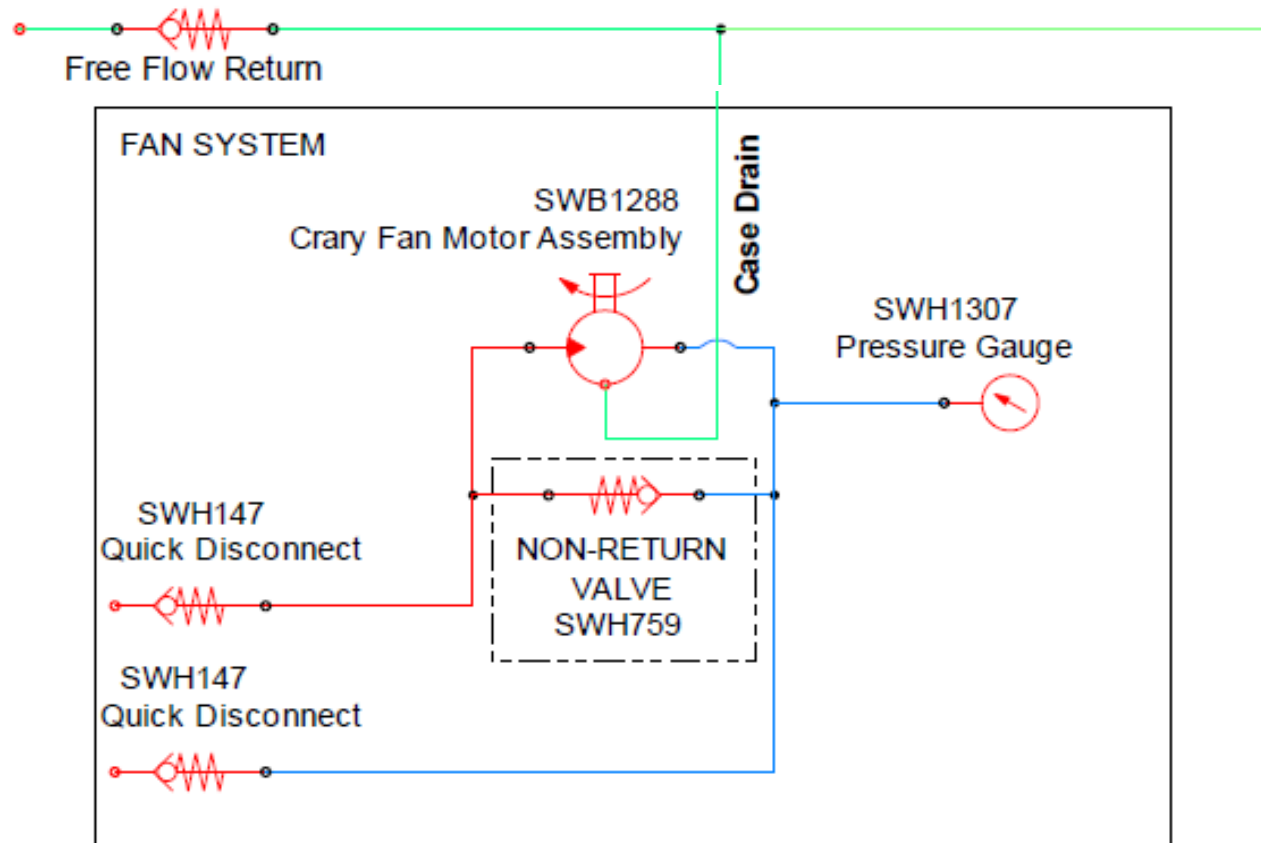 Free Flow Return
FAN SYSTEM
SWB1288
Crary Fan Motor Assembly
Case Drain
SWH1307
Pressure Gauge
SWH147
Quick Disconnect
NON-RETURN
VALVE
SWH759
SWH147
Quick Disconnect